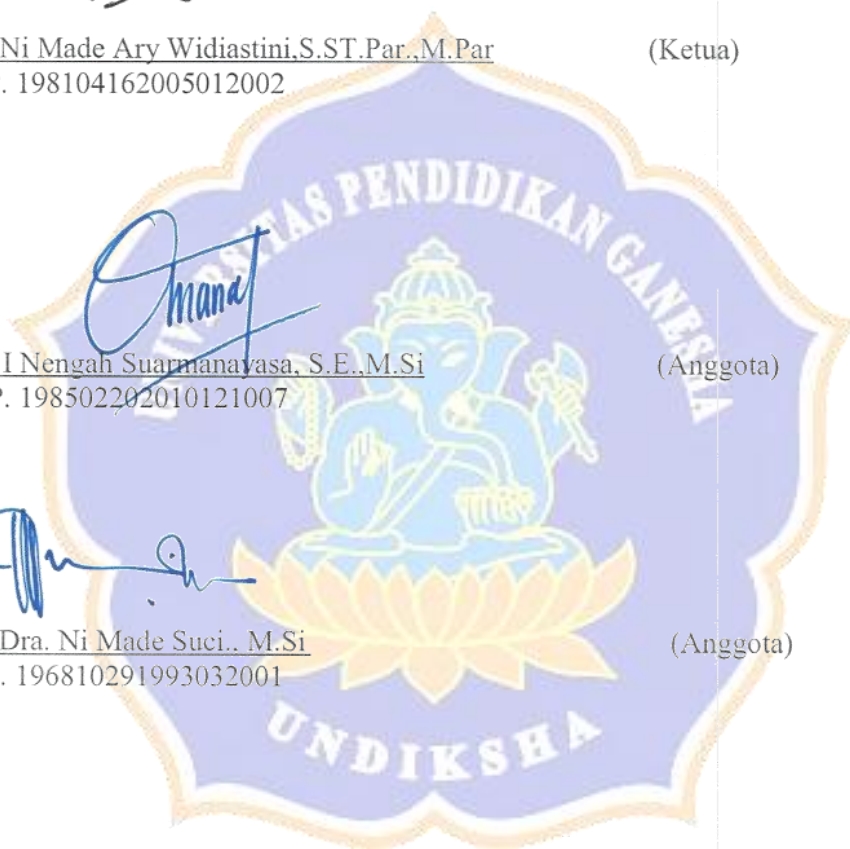 Ni Made Ary Widiastini,S.ST.Par.,M.Par (Ketua)
. 198104162005012002
UNIVERSITAS PENDIDIKAN GANESHA
I Nengah Suarmanayasa, S.E.,M.Si (Anggota)
P. 198502202010121007
Dra. Ni Made Suci., M.Si (Anggota)
. 196810291993032001
UNDIKSHA